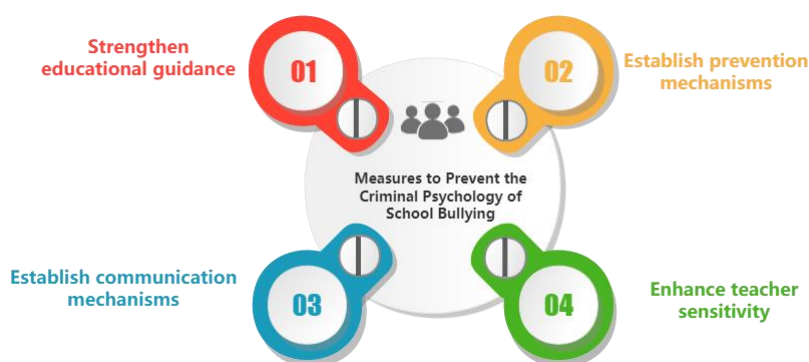 Strengthen
educational guidance
01
02
Establish prevention
mechanisms
Measures to Prevent the
Criminal Psychology of
School Bullying
Establish communication
mechanisms
03
04
Enhance teacher
sensitivity